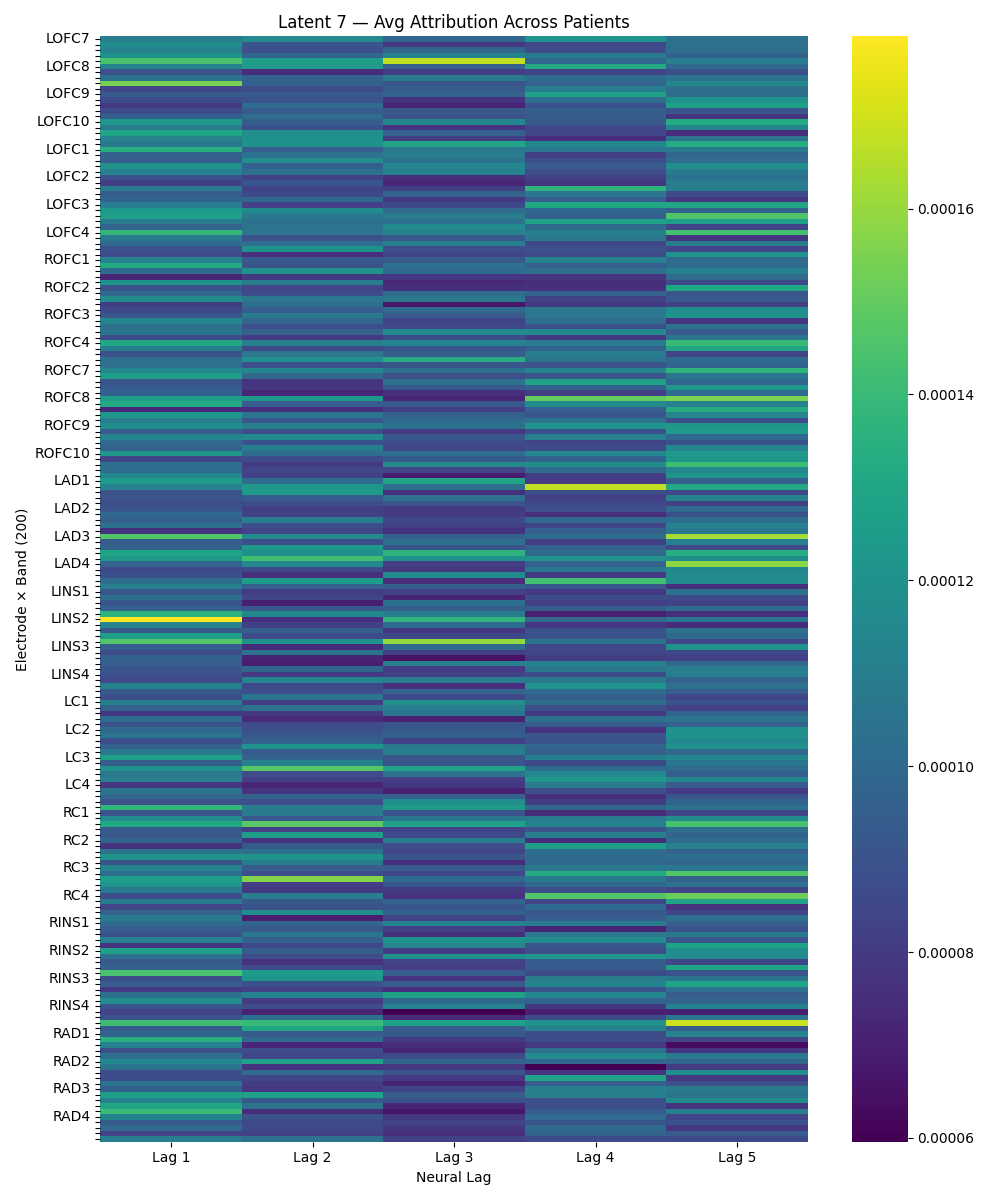 Latent 7 — Avg Attribution Across Patients
LOFC7
LOFC8
LOFC9
LOFC10
LOFC1
LOFC2
LOFC3
LOFC4
ROFC1
ROFC2
ROFC3
ROFC4
ROFC7
ROFC8
ROFC9
ROFC10
LAD1
LAD2
LAD3
LAD4
LINS1
LINS2
LINS3
LINS4
LC1
LC2
LC3
LC4
RC1
RC2
RC3
RC4
RINS1
RINS2
RINS3
RINS4
RAD1
RAD2
RAD3
RAD4
Electrode × Band (200)
Lag 1
Lag 2
Lag 3
Lag 4
Lag 5
Neural Lag
0.00016
0.00014
0.00012
0.00010
0.00008
0.00006